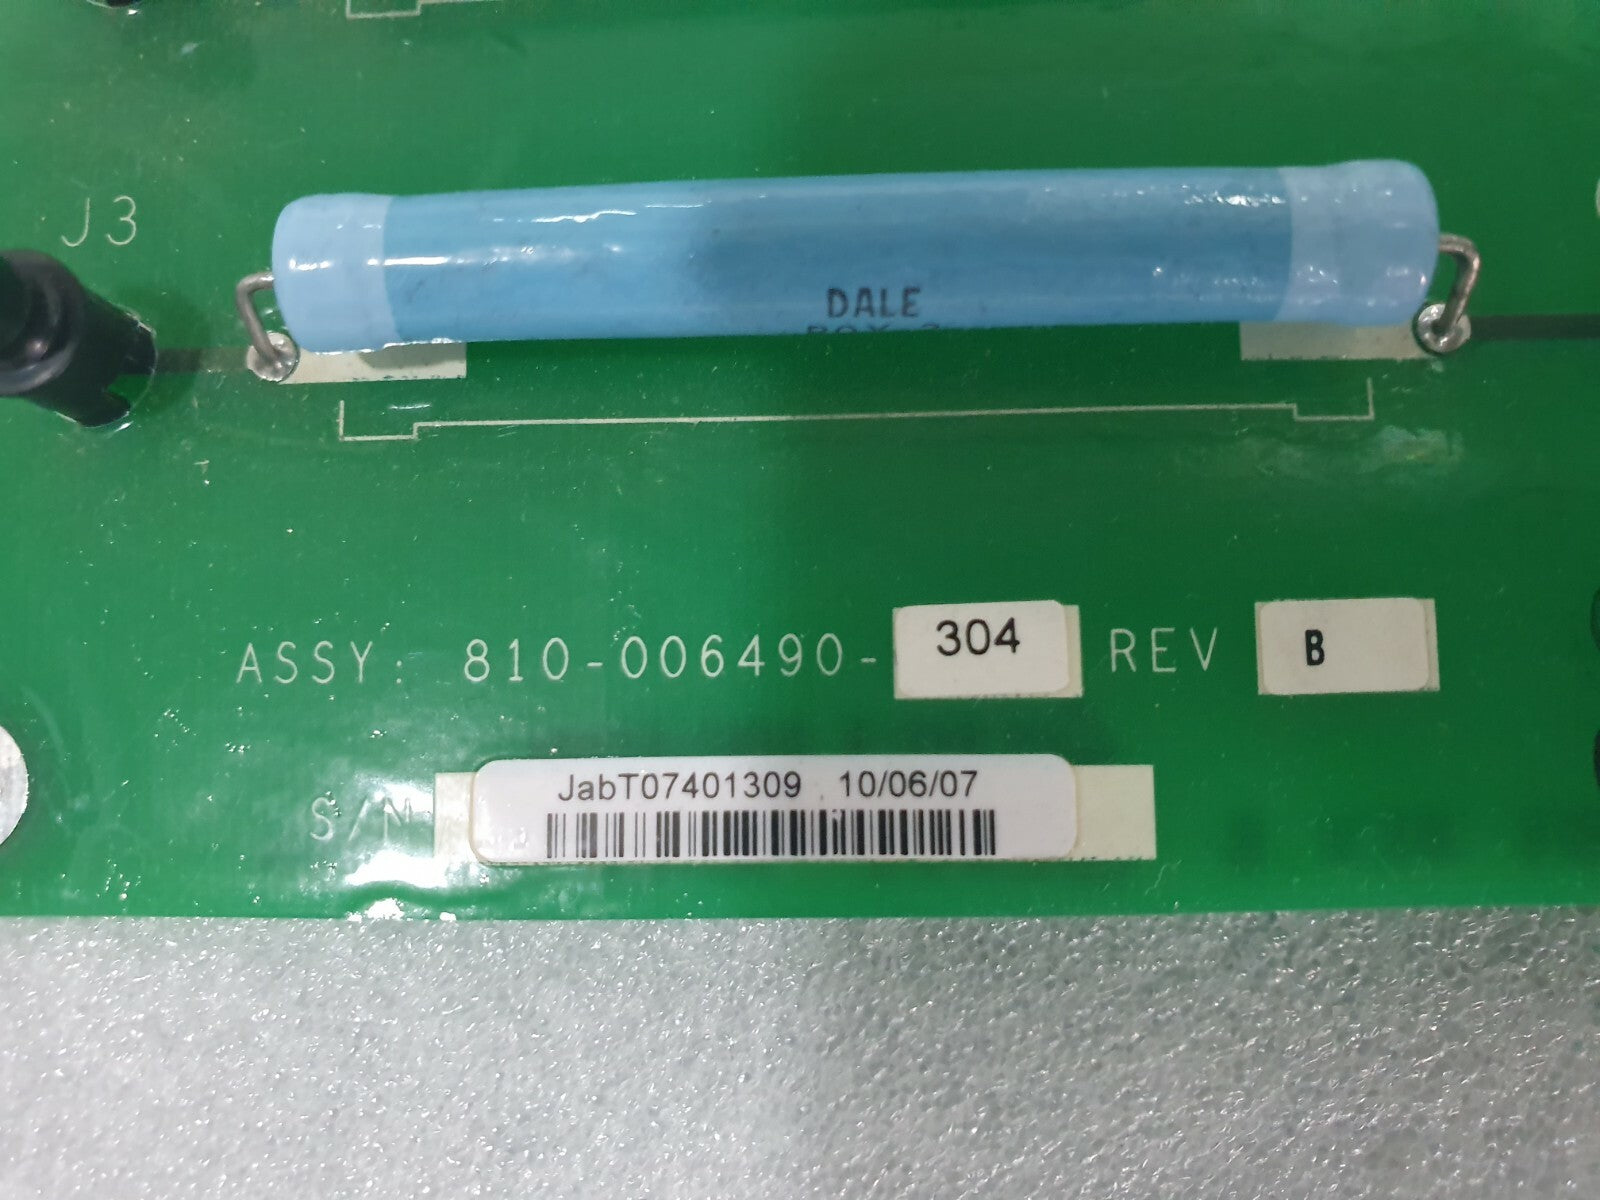 J3
DALE
ASSY: 810-006490-304 REV B
S/N JabT07401309 10/06/07